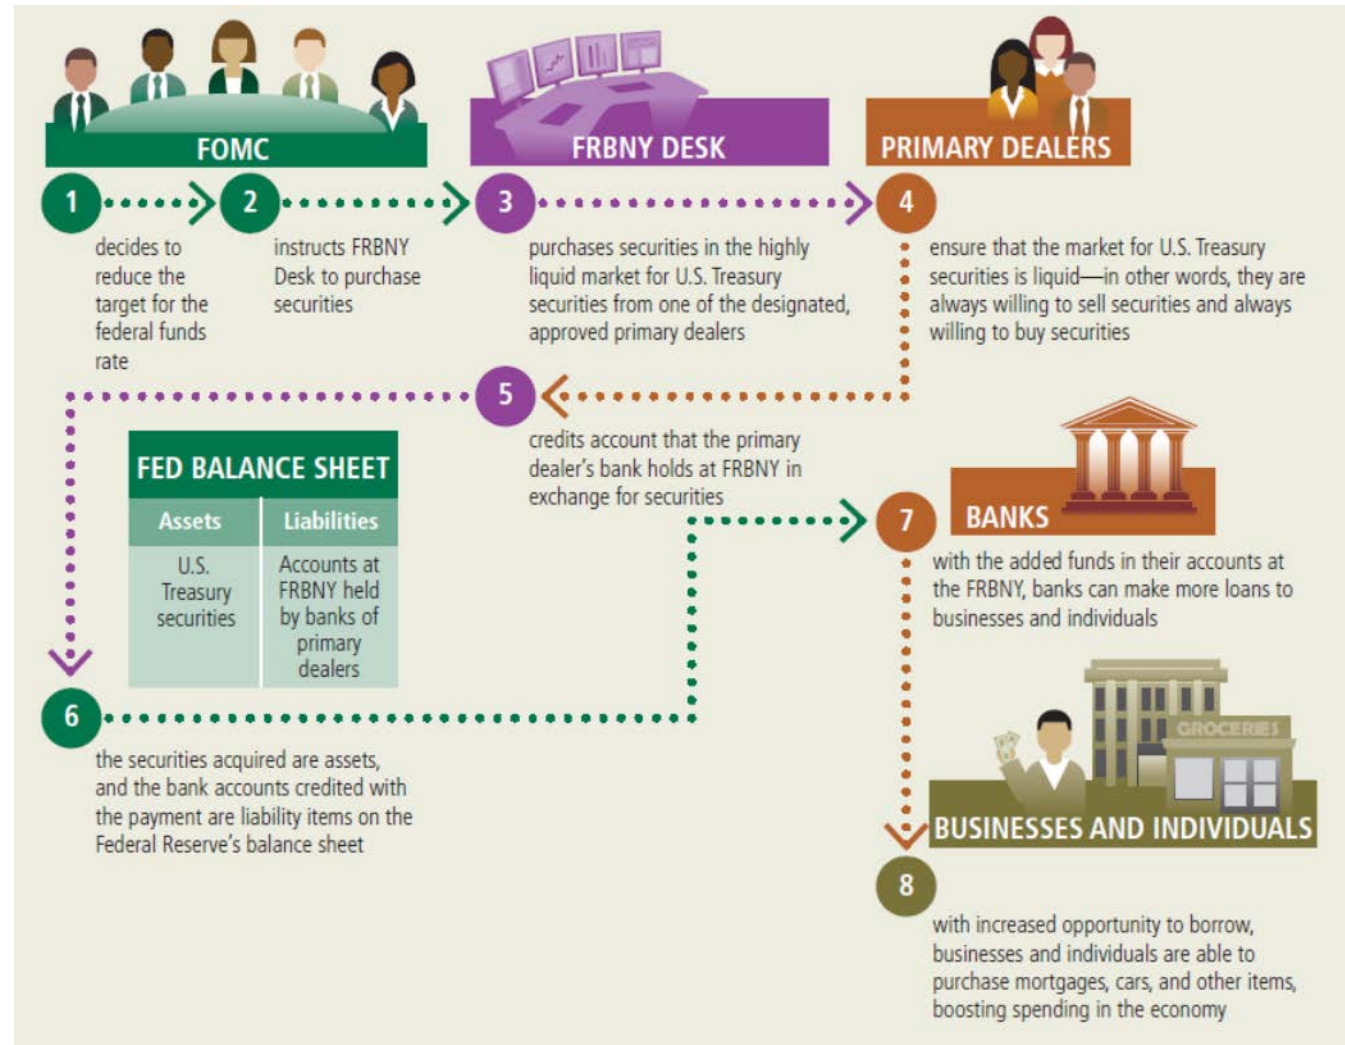 FOMC
FRBNY DESK
PRIMARY DEALERS
1
decides to
reduce the
target for the
federal funds
rate
2
instructs FRBNY
Desk to purchase
securities
3
purchases securities in the highly
liquid market for U.S. Treasury
securities from one of the designated,
approved primary dealers
4
ensure that the market for U.S. Treasury
securities is liquid—in other words, they are
always willing to sell securities and always
willing to buy securities
5
credits account that the primary
dealer's bank holds at FRBNY in
exchange for securities
FED BALANCE SHEET
Assets
Liabilities
U.S.
Treasury
securities
Accounts at
FRBNY held
by banks of
primary
dealers
6
the securities acquired are assets,
and the bank accounts credited with
the payment are liability items on the
Federal Reserve's balance sheet
7
BANKS
with the added funds in their accounts at
the FRBNY, banks can make more loans to
businesses and individuals
GROCERIES
BUSINESSES AND INDIVIDUALS
8
with increased opportunity to borrow,
businesses and individuals are able to
purchase mortgages, cars, and other items,
boosting spending in the economy